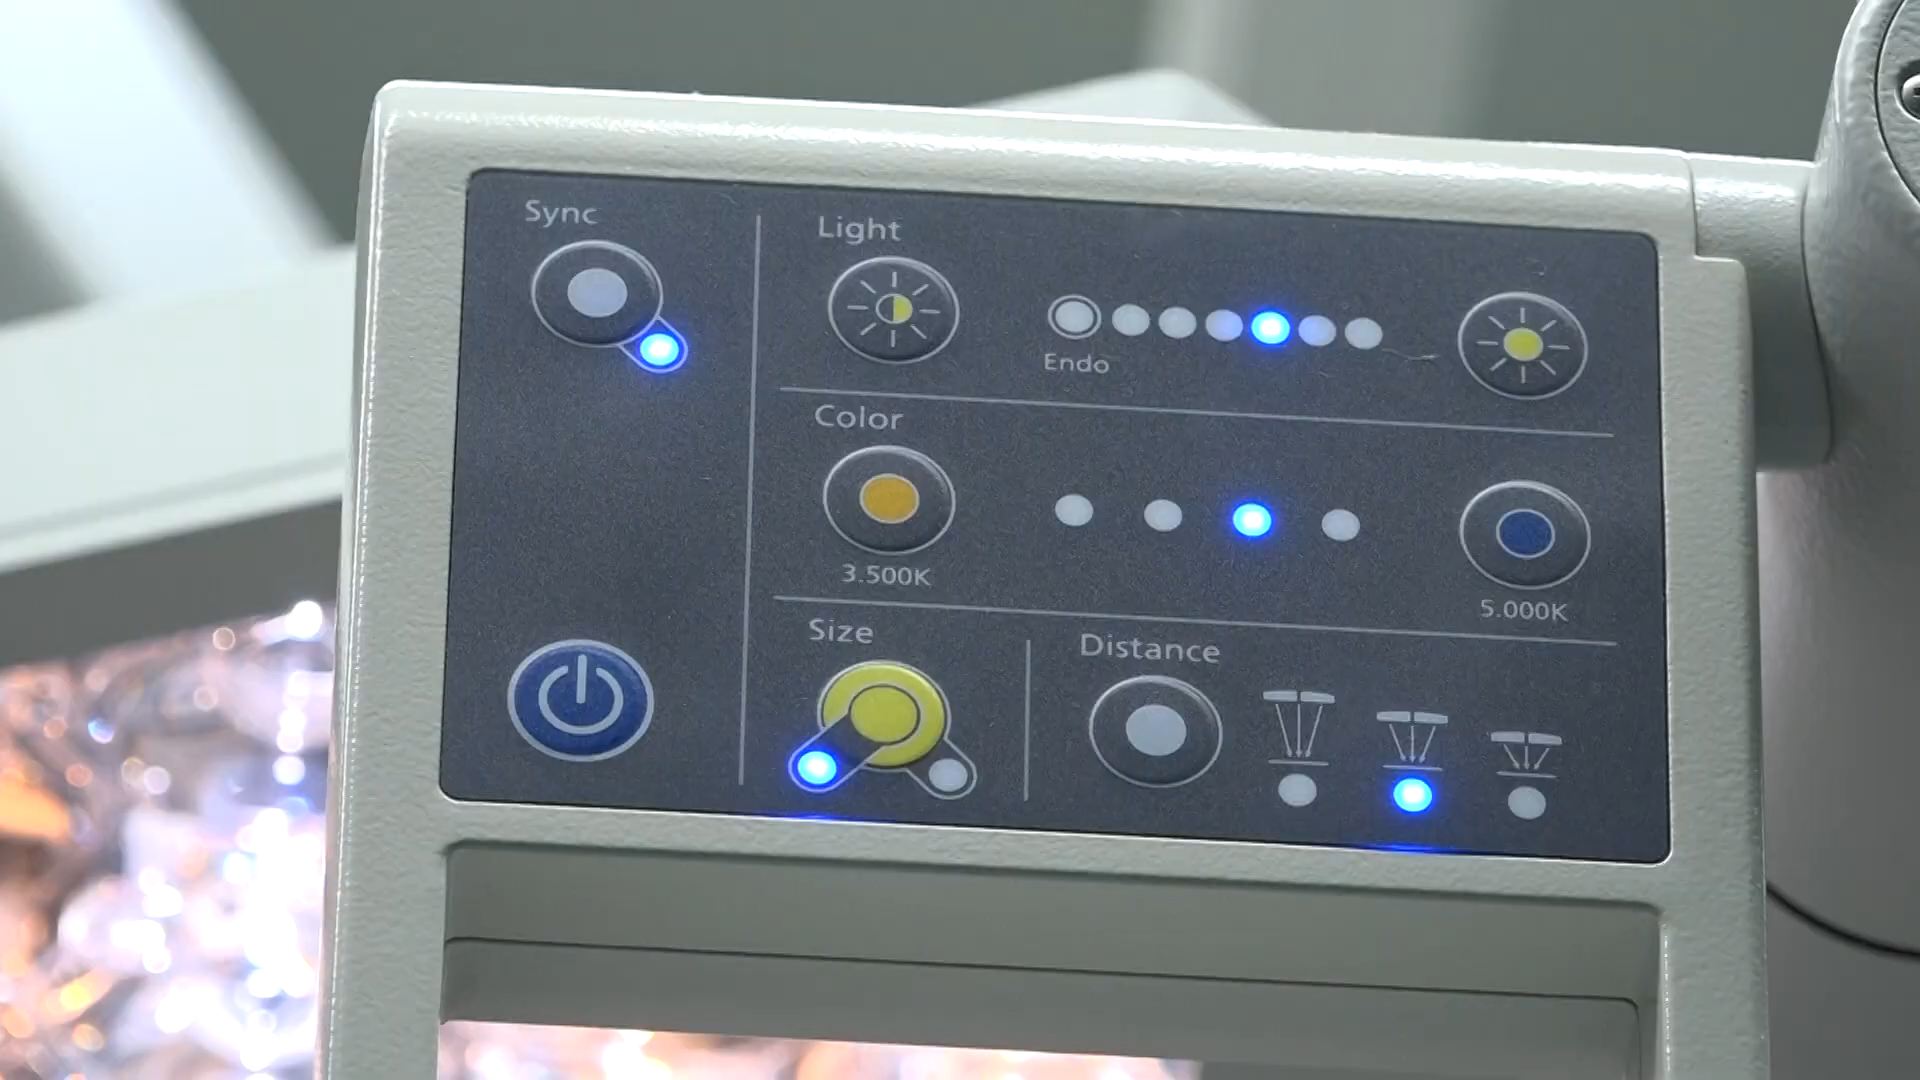 Sync
Light
Endo
Color
3.500K
5.000K
Size
Distance